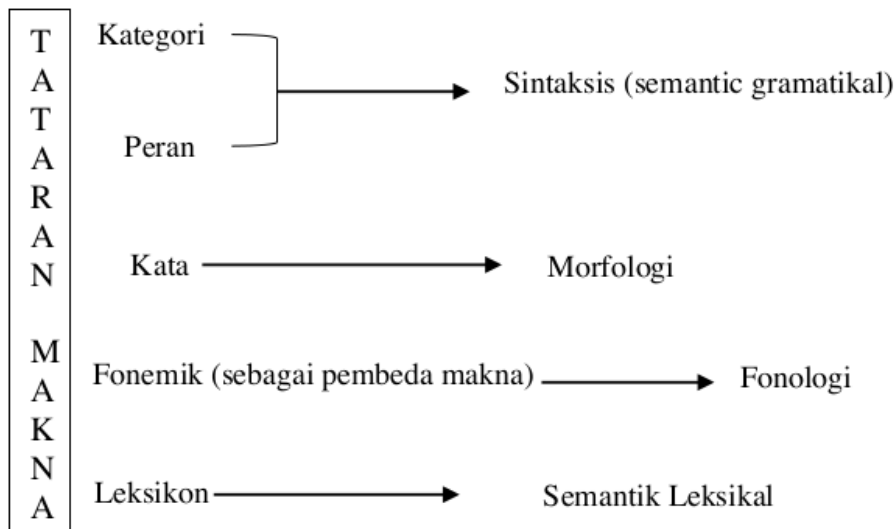 TATARAN MAKNA
Kategori
Sintaksis (semantic gramatikal)
Peran
Kata
Morfologi
Fonemik (sebagai pembeda makna)
Fonologi
Leksikon
Semantik Leksikal